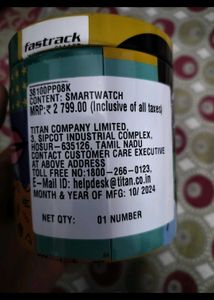 fastrack
38100PP08K
CONTENT: SMARTWATCH
MRP: ₹ 2 799.00 (Inclusive of all taxes)
TITAN COMPANY LIMITED,
3, SIPCOT INDUSTRIAL COMPLEX,
HOSUR-635126, TAMIL NADU
CONTACT CUSTOMER CARE EXECUTIVE
AT ABOVE ADDRESS
TOLL FREE NO:1800-266-0123.
E-Mail ID: helpdesk@titan.co.in
MONTH & YEAR OF MFG: 10/ 2024
NET QTY: 01 NUMBER